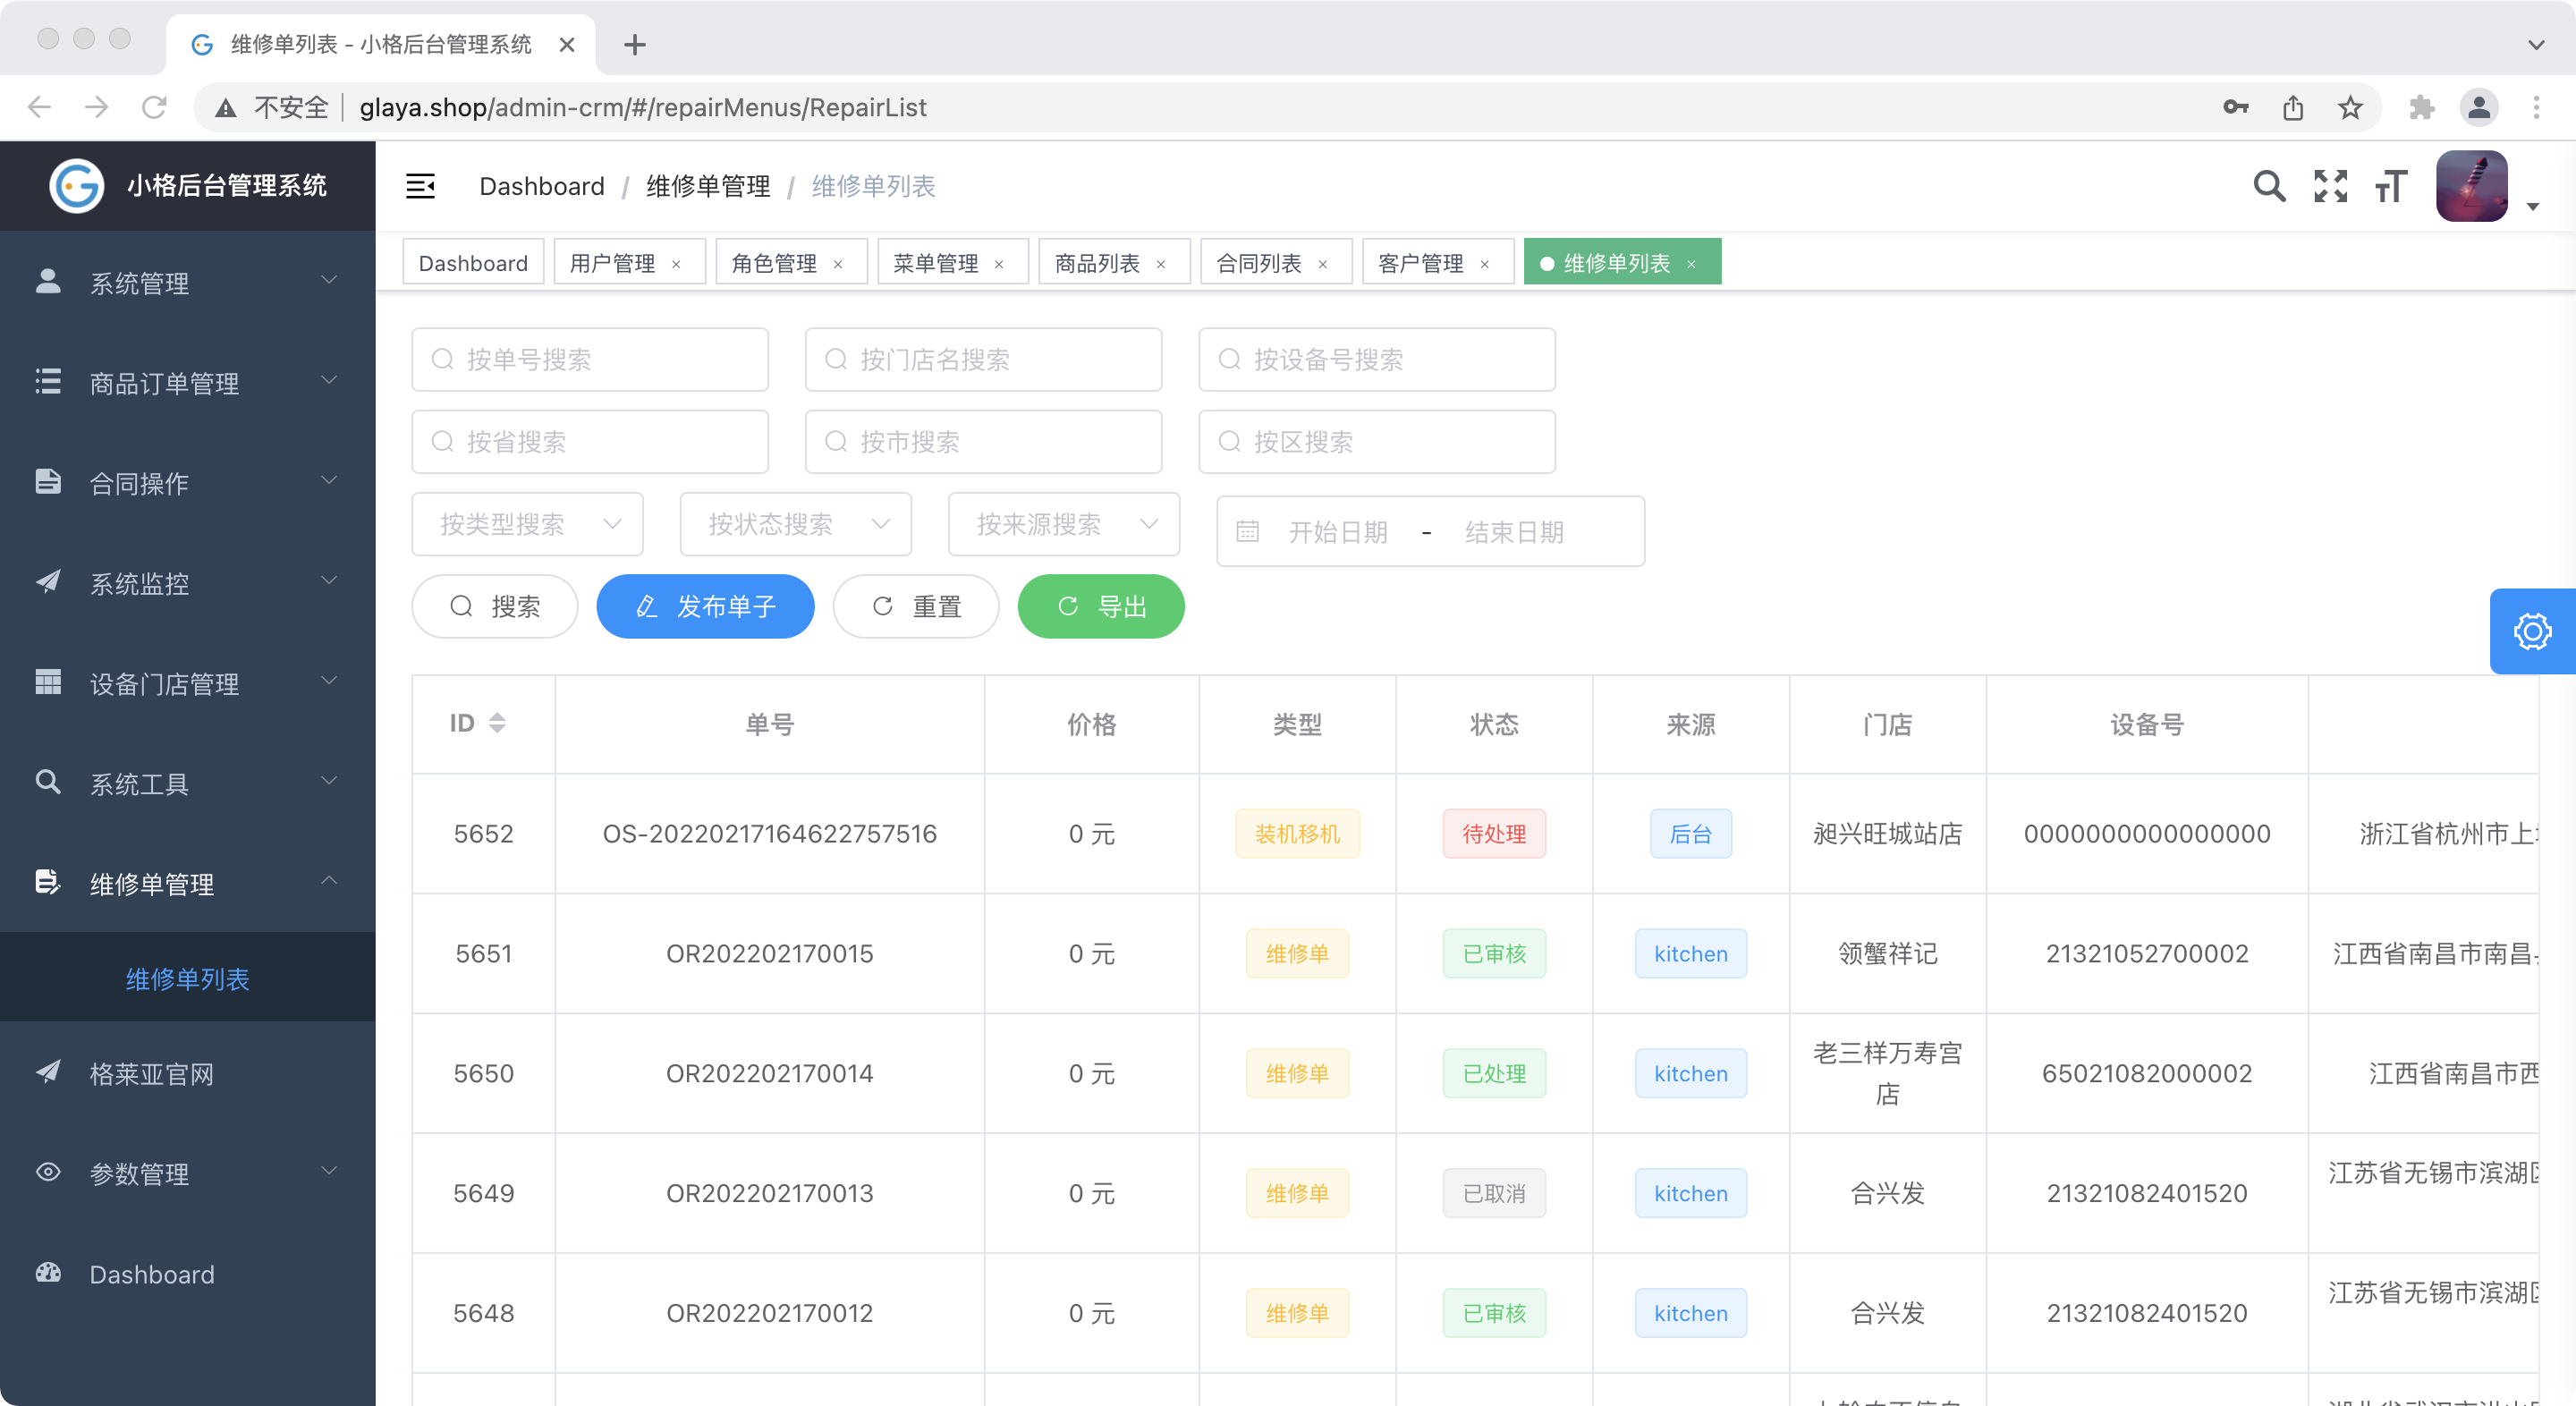 维修单列表 - 小格后台管理系统
不安全 glaya.shop/admin-crm/#/repairMenus/RepairList
小格后台管理系统
Dashboard / 维修单管理 / 维修单列表
Dashboard 用户管理 × 角色管理 × 菜单管理 × 商品列表 × 合同列表 × 客户管理 × 维修单列表 ×
系统管理
商品订单管理
合同操作
系统监控
设备门店管理
系统工具
维修单管理
维修单列表
格莱亚官网
参数管理
Dashboard
按单号搜索 按门店名搜索 按设备号搜索
按省搜索 按市搜索 按区搜索
按类型搜索 按状态搜索 按来源搜索 开始日期 - 结束日期
搜索 发布单子 重置 导出
ID 单号 价格 类型 状态 来源 门店 设备号
5652 OS-20220217164622757516 0 元 装机移机 待处理 后台 昶兴旺城站店 0000000000000000 浙江省杭州市上
5651 OR202202170015 0 元 维修单 已审核 kitchen 领蟹祥记 21321052700002 江西省南昌市南昌
5650 OR202202170014 0 元 维修单 已处理 kitchen 老三样万寿宫
店 65021082000002 江西省南昌市西
5649 OR202202170013 0 元 维修单 已取消 kitchen 合兴发 21321082401520 江苏省无锡市滨湖区
5648 OR202202170012 0 元 维修单 已审核 kitchen 合兴发 21321082401520 江苏省无锡市滨湖区